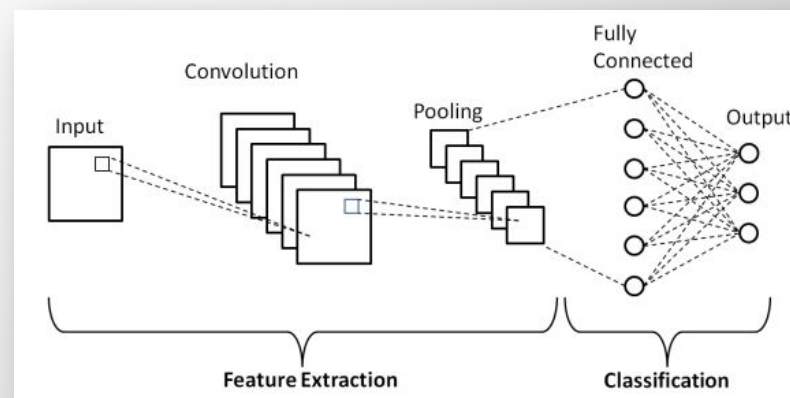 Fully
Connected
Convolution
Pooling
Input
Output
Feature Extraction
Classification